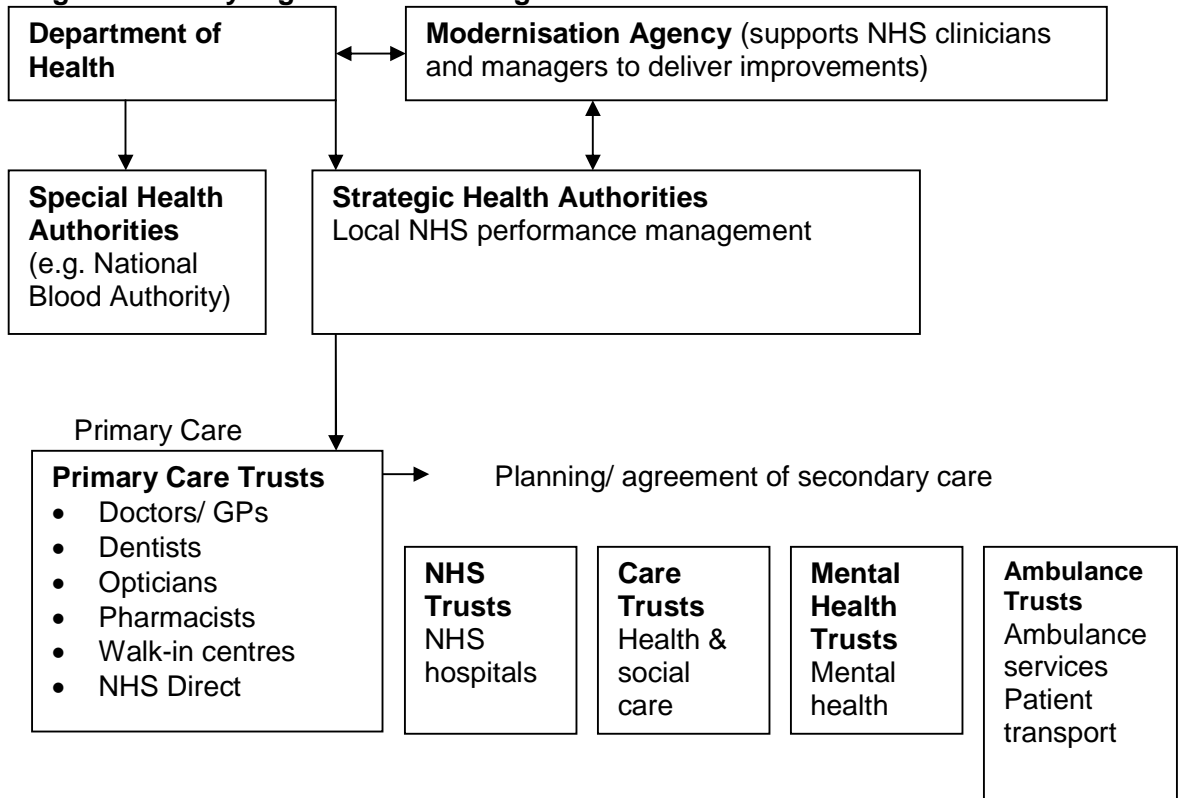 Department of
Health
Modernisation Agency (supports NHS clinicians
and managers to deliver improvements)
Special Health
Authorities
(e.g. National
Blood Authority)
Strategic Health Authorities
Local NHS performance management
Primary Care
Primary Care Trusts
• Doctors/ GPs
• Dentists
• Opticians
• Pharmacists
• Walk-in centres
• NHS Direct
Planning/ agreement of secondary care
NHS
Trusts
NHS
hospitals
Care
Trusts
Health &
social
care
Mental
Health
Trusts
Mental
health
Ambulance
Trusts
Ambulance
services
Patient
transport